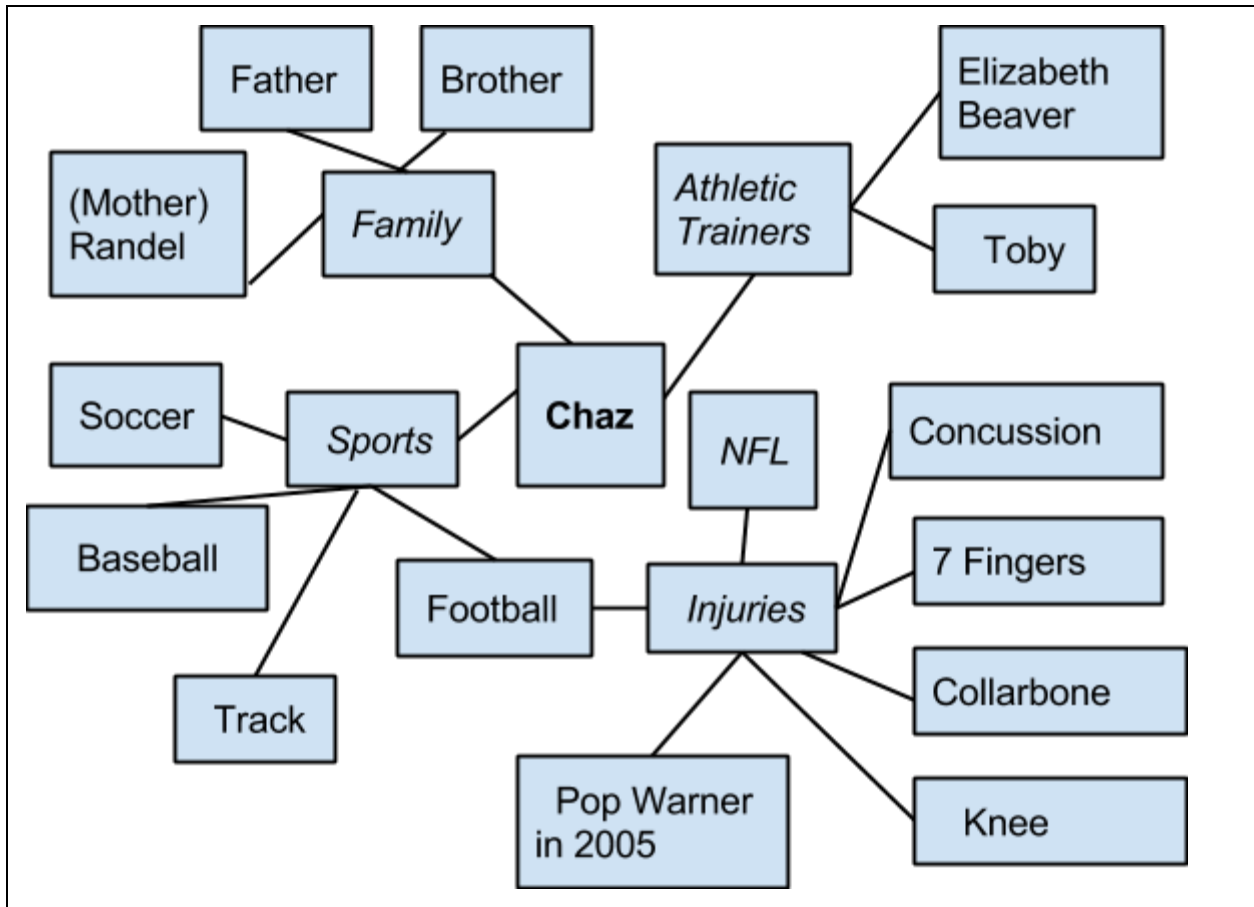 Father
Brother
Elizabeth
Beaver
(Mother)
Randel
Family
Athletic
Trainers
Toby
Soccer
Sports
Chaz
NFL
Concussion
Baseball
Football
Injuries
7 Fingers
Track
Collarbone
Pop Warner
in 2005
Knee